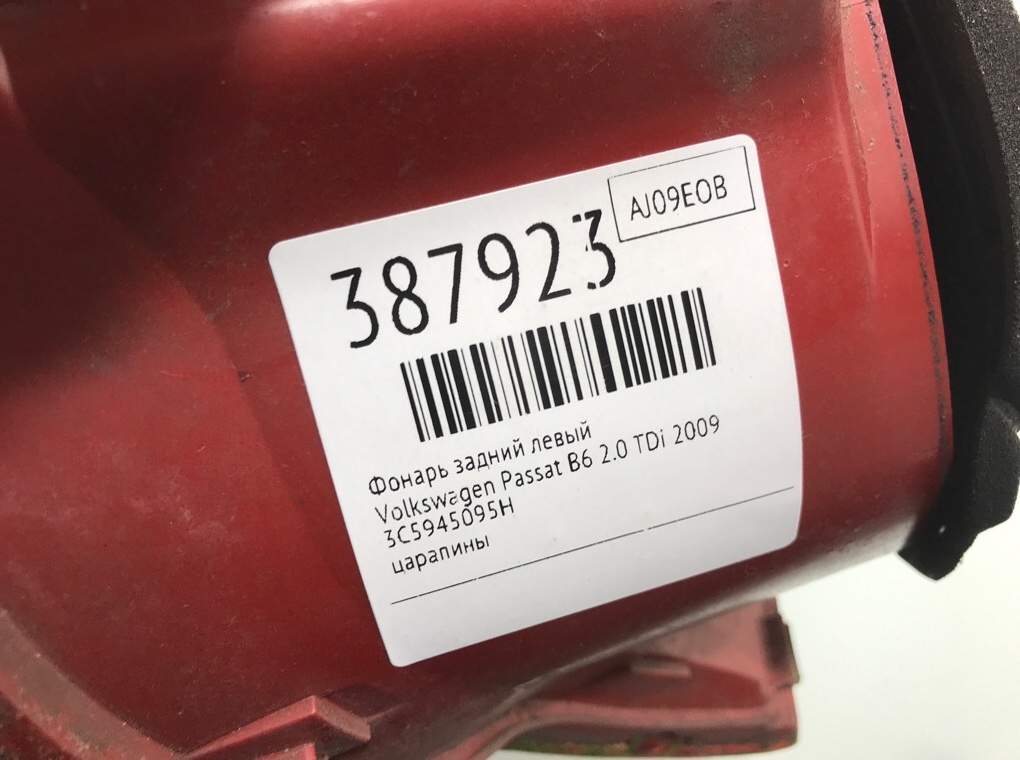 AJ09EOB
387923
Фонарь задний левый
Volkswagen Passat B6 2.0 TDi 2009
3C5945095H
царапины